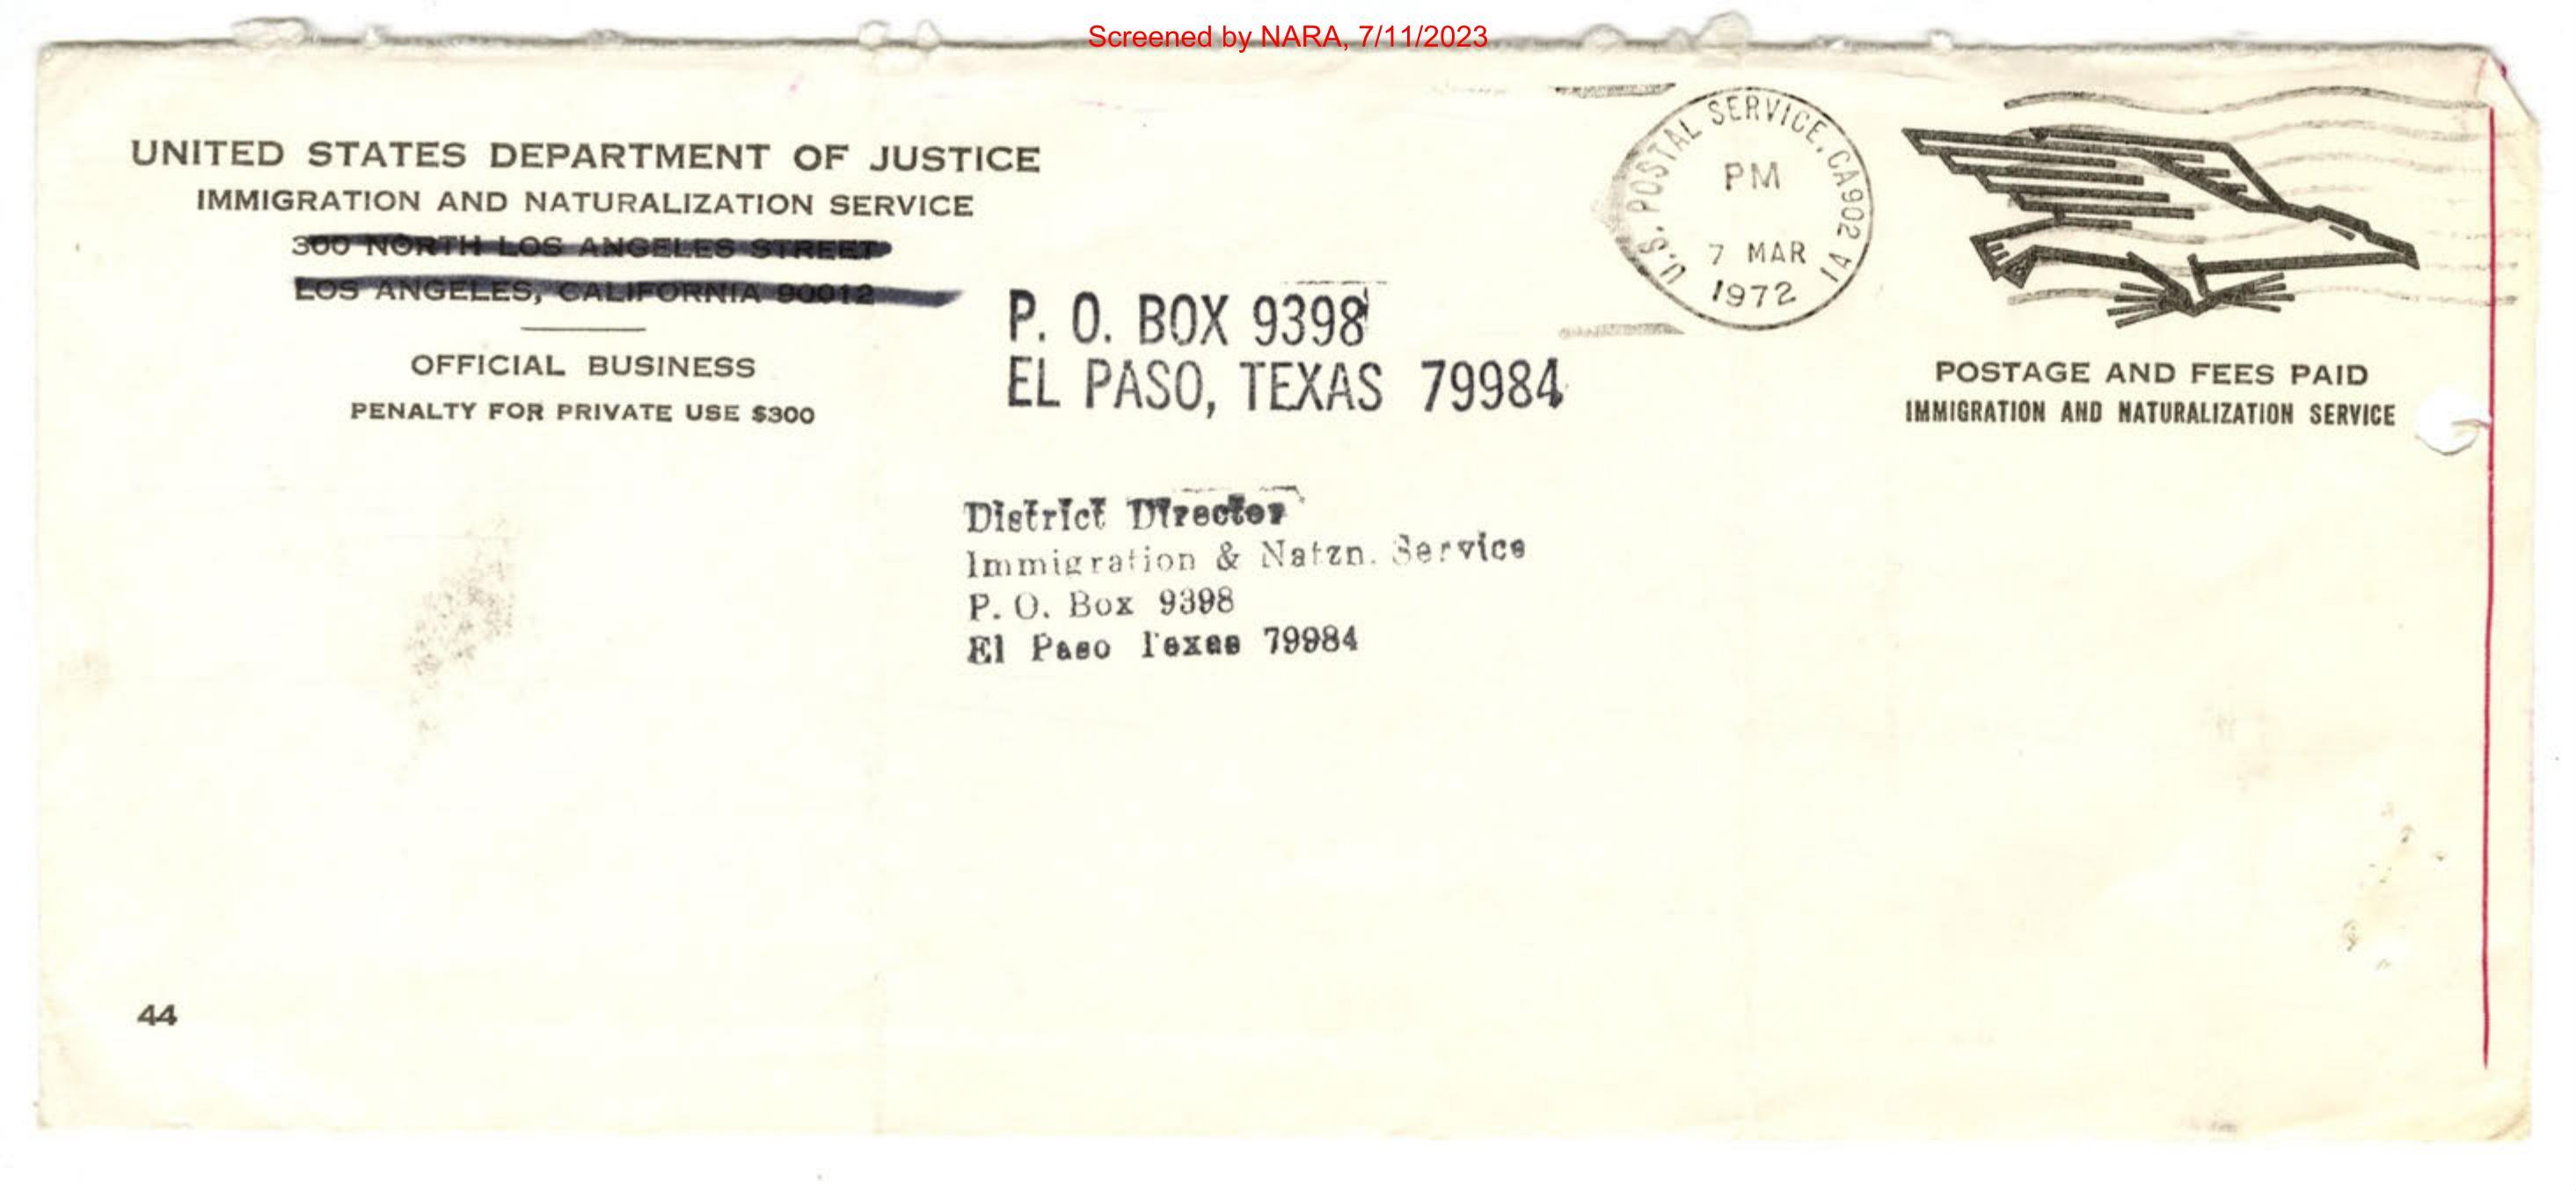 Screened by NARA, 7/11/2023
UNITED STATES DEPARTMENT OF JUSTICE
IMMIGRATION AND NATURALIZATION SERVICE
300 NORTH LOS ANGELES STREET
LOS ANGELES, CALIFORNIA 90012
OFFICIAL BUSINESS
PENALTY FOR PRIVATE USE $300
P. O. BOX 9398
EL PASO, TEXAS 79984
U.S. POSTAL SERVICE, CA902 1A
PM
7 MAR
1972
POSTAGE AND FEES PAID
IMMIGRATION AND NATURALIZATION SERVICE
District Director
Immigration & Natzn. Service
P. O. Box 9398
El Paso Texas 79984
44